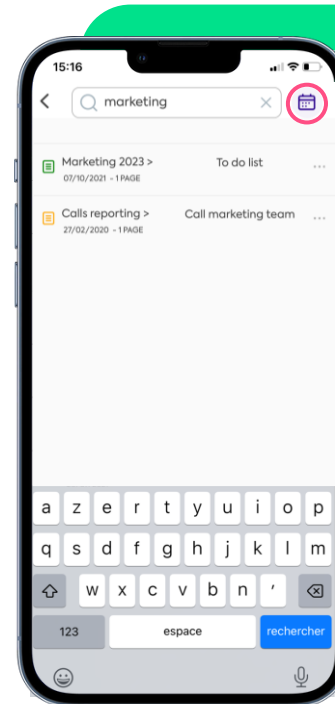 15:16
marketing
Marketing 2023 > To do list ...
07/10/2021 - 1 PAGE
Calls reporting > Call marketing team ...
27/02/2020 - 1 PAGE
a z e r t y u i o p
q s d f g h j k l m
w x c v b n '
123 espace rechercher